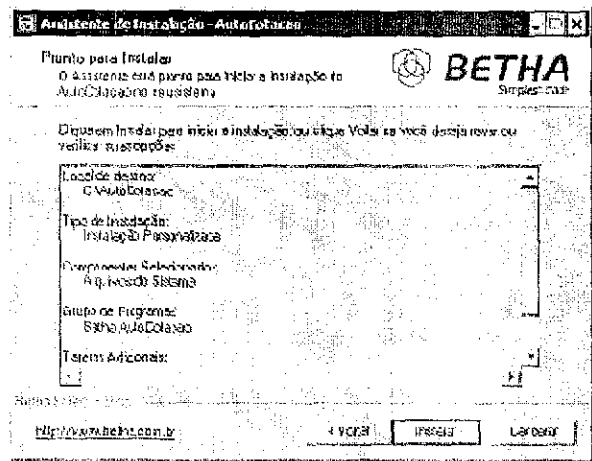 Assistente de Instalação - AutoCotacao
Pronto para Instalar
O Assistente está pronto para iniciar a instalação do
AutoCotacao no seu sistema
BETHA
Clique em Instalar para iniciar a instalação, ou clique Voltar se você deseja rever ou
verificar suas opções
Local de destino:
C:\AutoCotacao
Tipo de Instalação:
Instalação Personalizada
Componentes Selecionados:
Arquivos do Sistema
Grupo de Programas:
Betha AutoCotacao
Tarefas Adicionais:
http://www.betha.com.br
< Voltar
Instalar
Cancelar